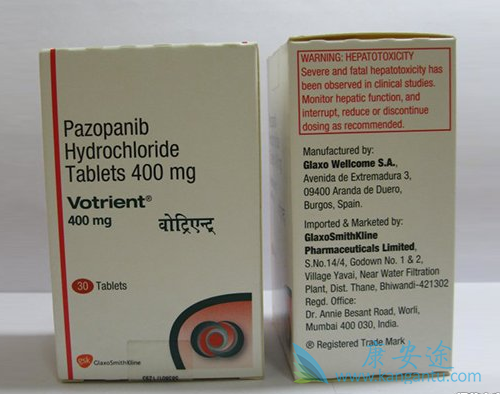 Pazopanib
Hydrochloride
Tablets 400 mg
Votrient®
400 mg
वोट्रिएन्ट्
30 Tablets
gsk GlaxoSmithKline
WARNING: HEPATOTOXICITY
Severe and fatal hepatotoxicity has
been observed in clinical studies.
Monitor hepatic function, and
interrupt, reduce or discontinue
dosing as recommended.
Manufactured by:
Glaxo Wellcome S.A.,
Avenida de Extremadura 3,
09400 Aranda de Duero,
Burgos, Spain.
Imported & Marketed by:
GlaxoSmithKline
Pharmaceuticals Limited,
S.No.14/4, Godown No. 1 & 2,
Village Yavai, Near Water Filtration
Plant, Dist. Thane, Bhiwandi-421302
Regd. Office:
Dr. Annie Besant Road, Worli,
Mumbai 400 030, India.
® Registered Trade Mark
康安途
www.kangantu.com